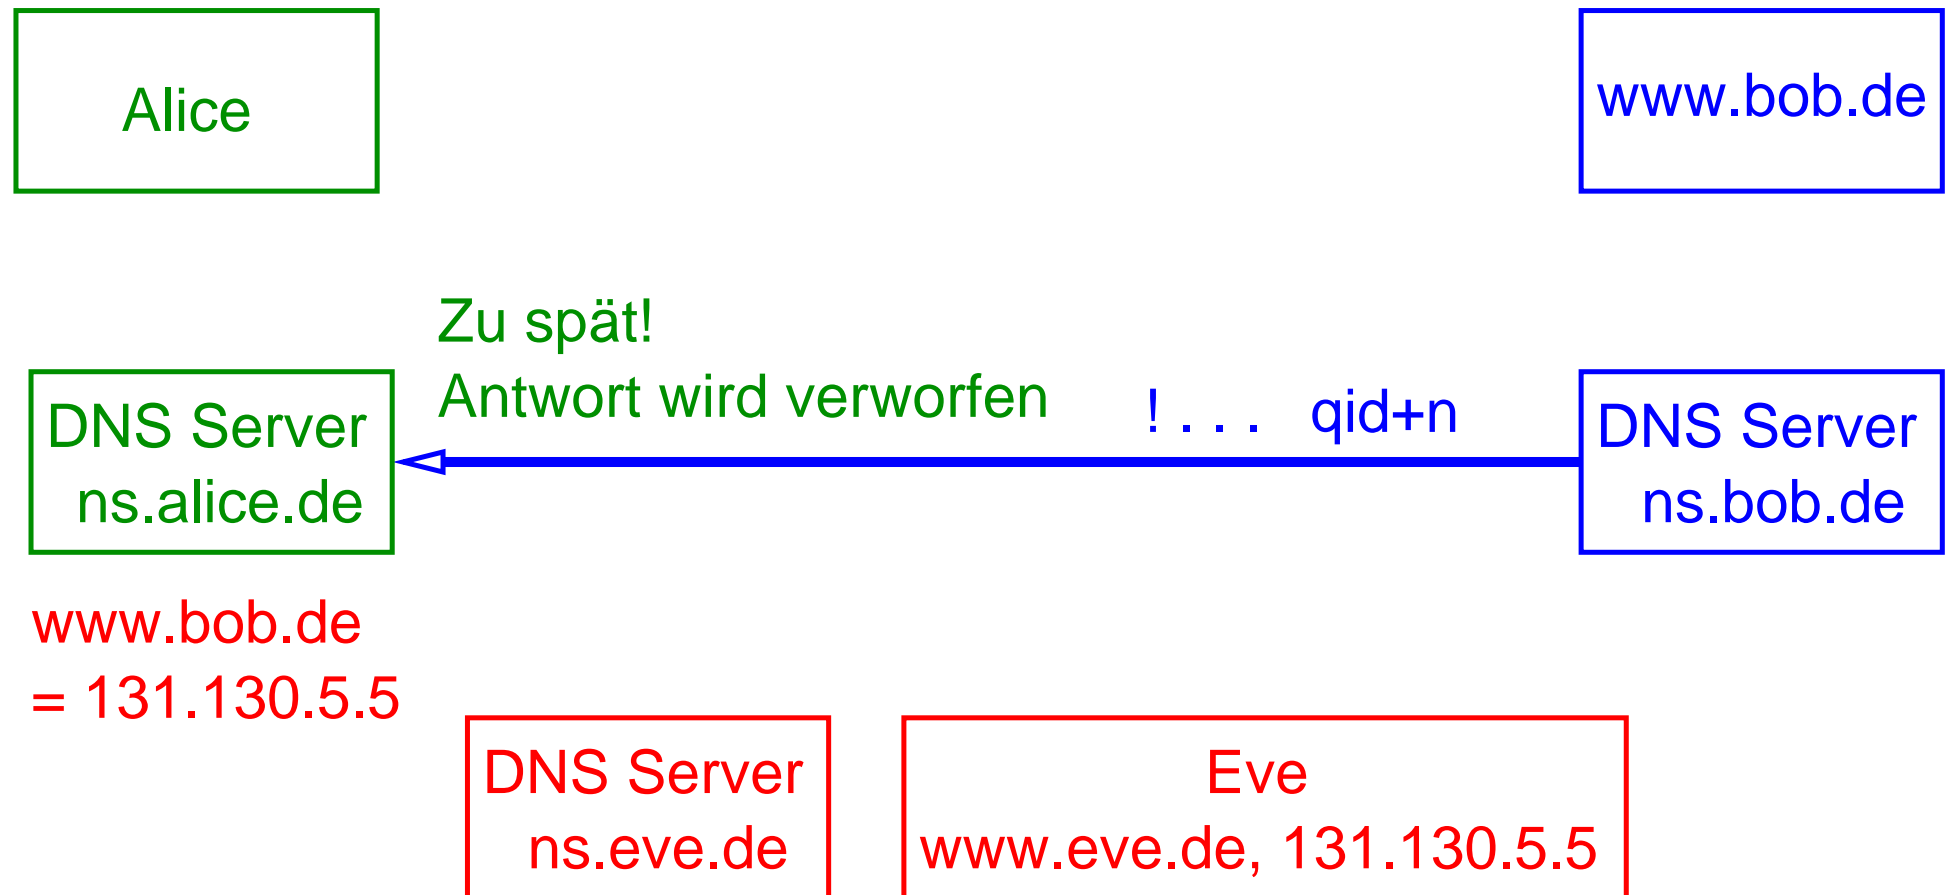 Alice
www.bob.de
Zu spät!
Antwort wird verworfen
! . . . qid+n
DNS Server
ns.alice.de
DNS Server
ns.bob.de
www.bob.de
= 131.130.5.5
DNS Server
ns.eve.de
Eve
www.eve.de, 131.130.5.5